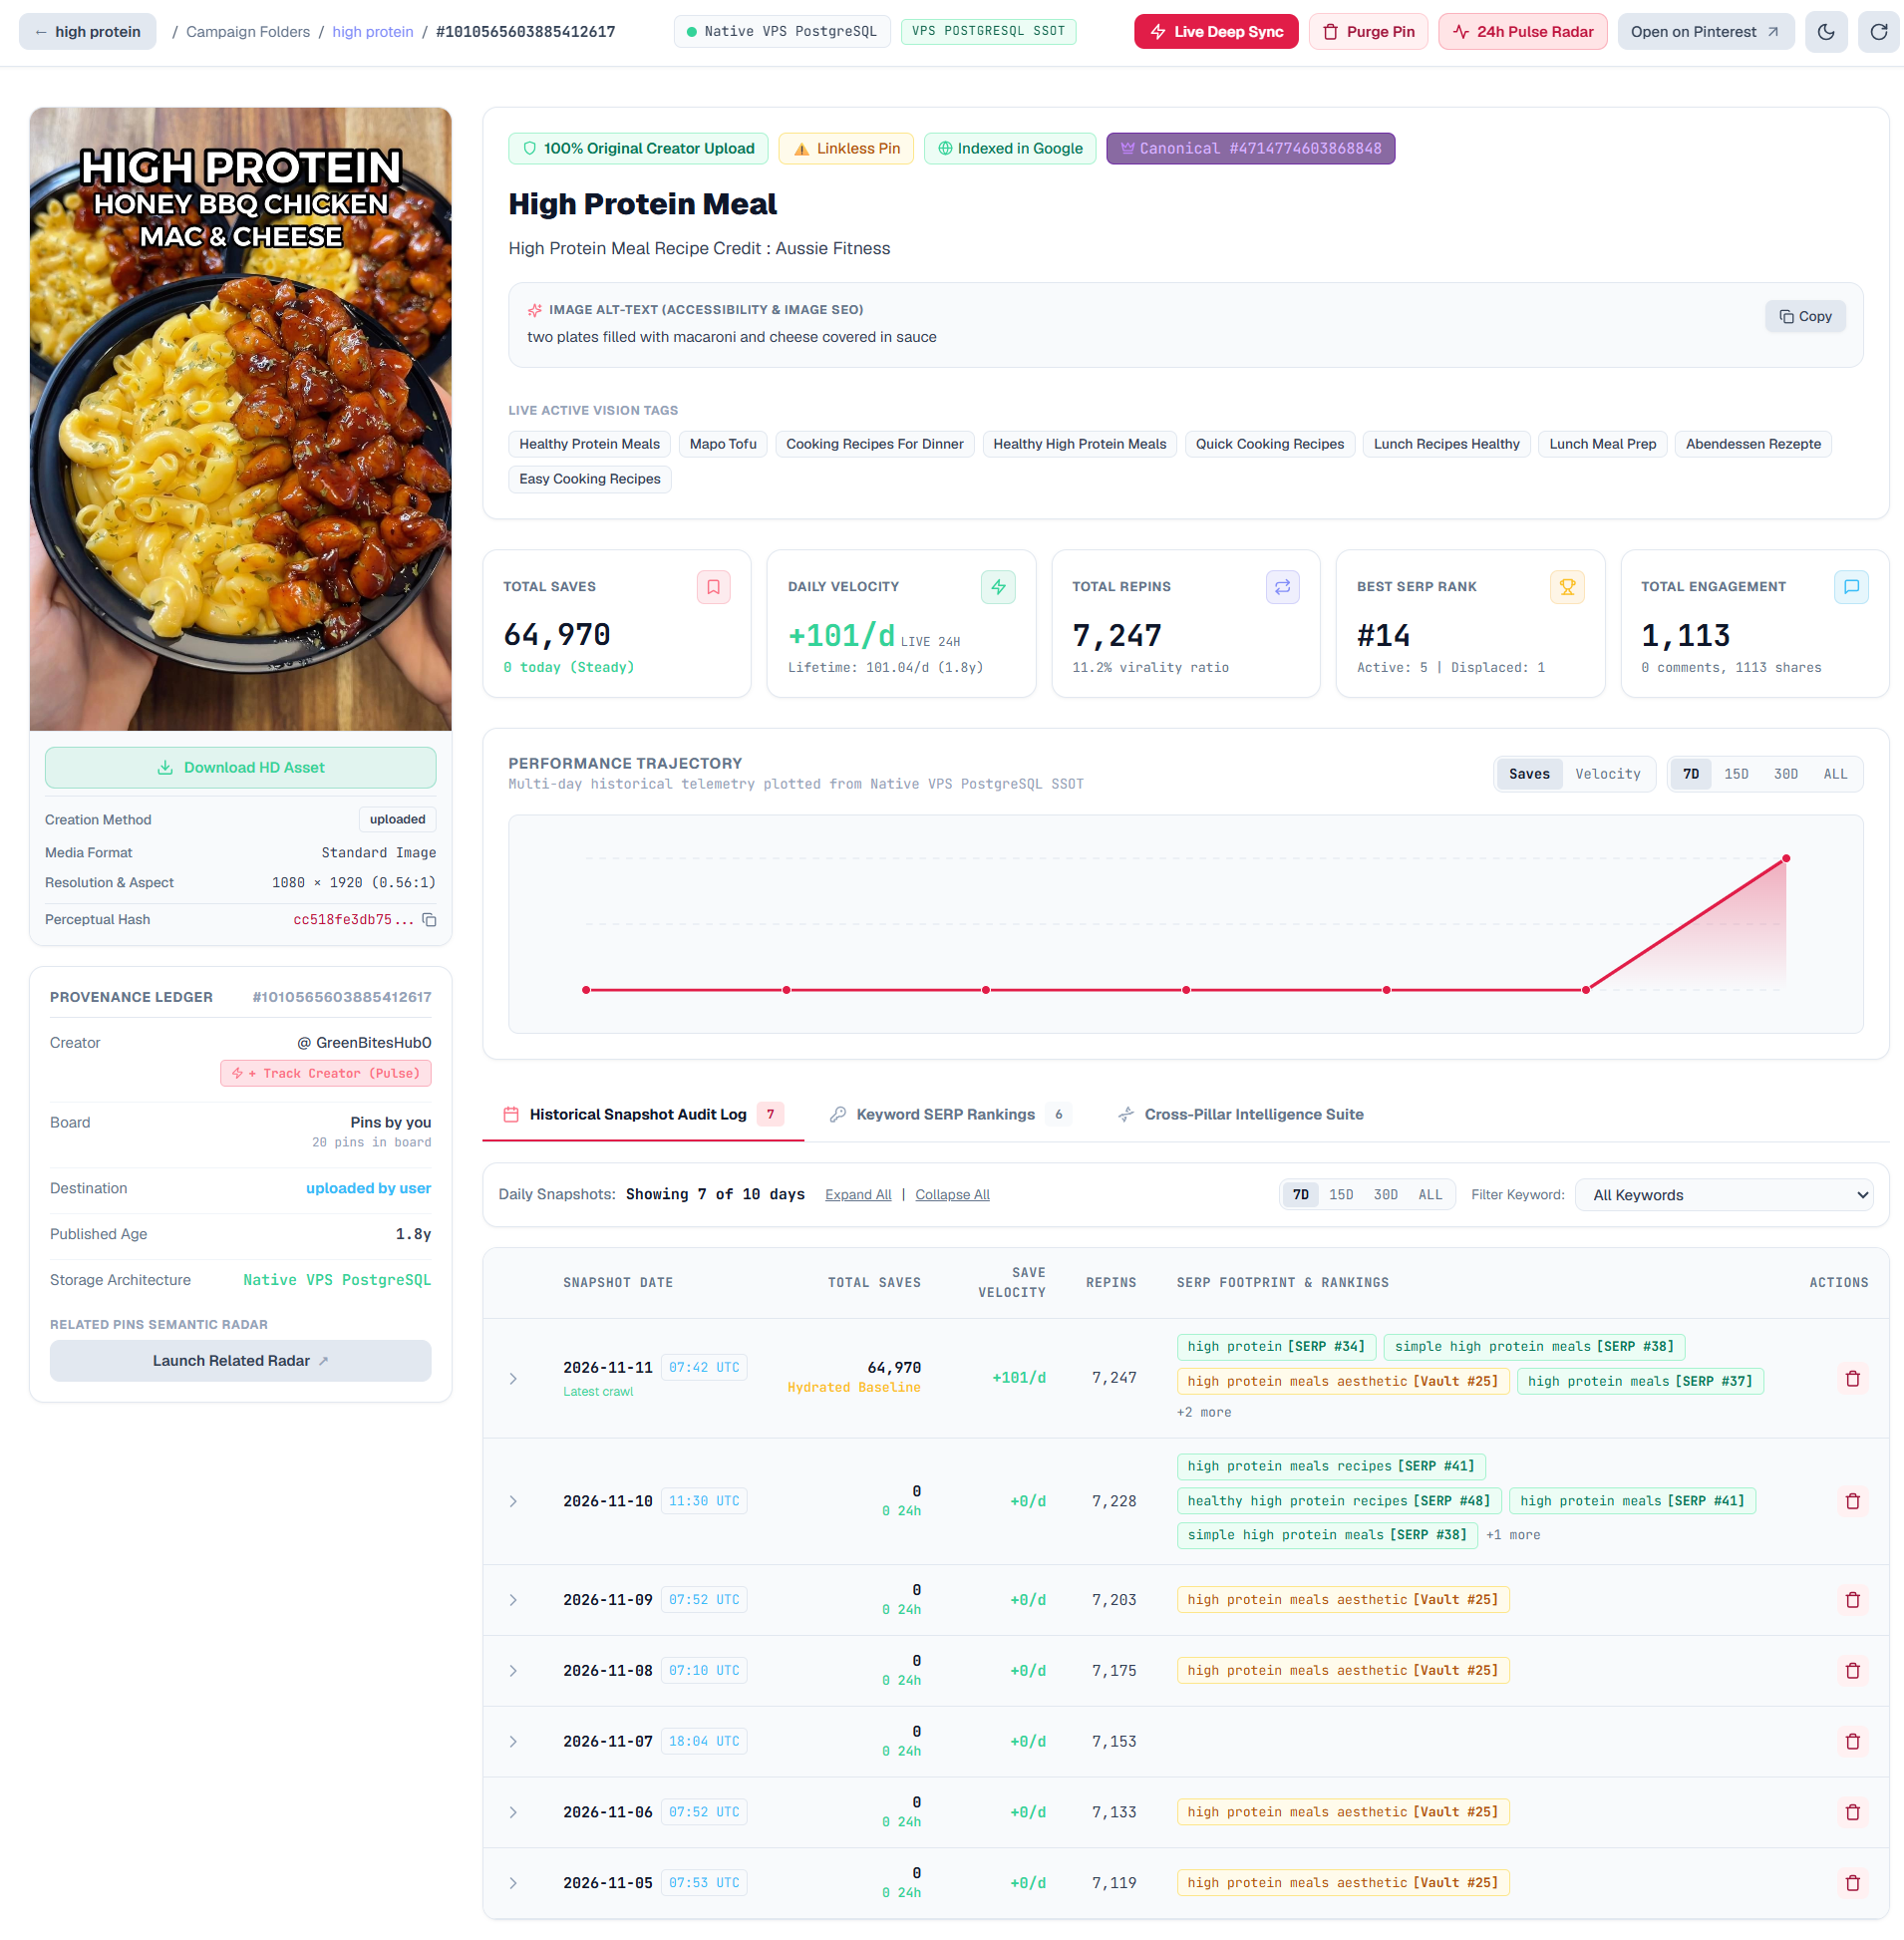 ← high protein / Campaign Folders / high protein / #1010565603885412617
Native VPS PostgreSQL
VPS POSTGRESQL SSOT
Live Deep Sync
Purge Pin
24h Pulse Radar
Open on Pinterest ↗
HIGH PROTEIN
HONEY BBQ CHICKEN
MAC & CHEESE
Download HD Asset
Creation Method uploaded
Media Format Standard Image
Resolution & Aspect 1080 × 1920 (0.56:1)
Perceptual Hash cc518fe3db75...
PROVENANCE LEDGER #1010565603885412617
Creator @ GreenBitesHub0
+ Track Creator (Pulse)
Board Pins by you
20 pins in board
Destination uploaded by user
Published Age 1.8y
Storage Architecture Native VPS PostgreSQL
RELATED PINS SEMANTIC RADAR
Launch Related Radar ↗
100% Original Creator Upload
Linkless Pin
Indexed in Google
Canonical #4714774603868848
High Protein Meal
High Protein Meal Recipe Credit : Aussie Fitness
IMAGE ALT-TEXT (ACCESSIBILITY & IMAGE SEO)
Copy
two plates filled with macaroni and cheese covered in sauce
LIVE ACTIVE VISION TAGS
Healthy Protein Meals Mapo Tofu Cooking Recipes For Dinner Healthy High Protein Meals Quick Cooking Recipes Lunch Recipes Healthy Lunch Meal Prep Abendessen Rezepte
Easy Cooking Recipes
TOTAL SAVES
64,970
0 today (Steady)
DAILY VELOCITY
+101/d LIVE 24H
Lifetime: 101.04/d (1.8y)
TOTAL REPINS
7,247
11.2% virality ratio
BEST SERP RANK
#14
Active: 5 | Displaced: 1
TOTAL ENGAGEMENT
1,113
0 comments, 1113 shares
PERFORMANCE TRAJECTORY
Multi-day historical telemetry plotted from Native VPS PostgreSQL SSOT
Saves Velocity
7D 15D 30D ALL
Historical Snapshot Audit Log 7
Keyword SERP Rankings 6
Cross-Pillar Intelligence Suite
Daily Snapshots: Showing 7 of 10 days Expand All | Collapse All
7D 15D 30D ALL Filter Keyword: All Keywords
SNAPSHOT DATE TOTAL SAVES SAVE VELOCITY REPINS SERP FOOTPRINT & RANKINGS ACTIONS
2026-11-11 07:42 UTC
Latest crawl
64,970
Hydrated Baseline
+101/d
7,247
high protein [SERP #34] simple high protein meals [SERP #38]
high protein meals aesthetic [Vault #25] high protein meals [SERP #37]
+2 more
2026-11-10 11:30 UTC
0
0 24h
+0/d
7,228
high protein meals recipes [SERP #41]
healthy high protein recipes [SERP #48] high protein meals [SERP #41]
simple high protein meals [SERP #38] +1 more
2026-11-09 07:52 UTC
0
0 24h
+0/d
7,203
high protein meals aesthetic [Vault #25]
2026-11-08 07:10 UTC
0
0 24h
+0/d
7,175
high protein meals aesthetic [Vault #25]
2026-11-07 18:04 UTC
0
0 24h
+0/d
7,153
2026-11-06 07:52 UTC
0
0 24h
+0/d
7,133
high protein meals aesthetic [Vault #25]
2026-11-05 07:53 UTC
0
0 24h
+0/d
7,119
high protein meals aesthetic [Vault #25]